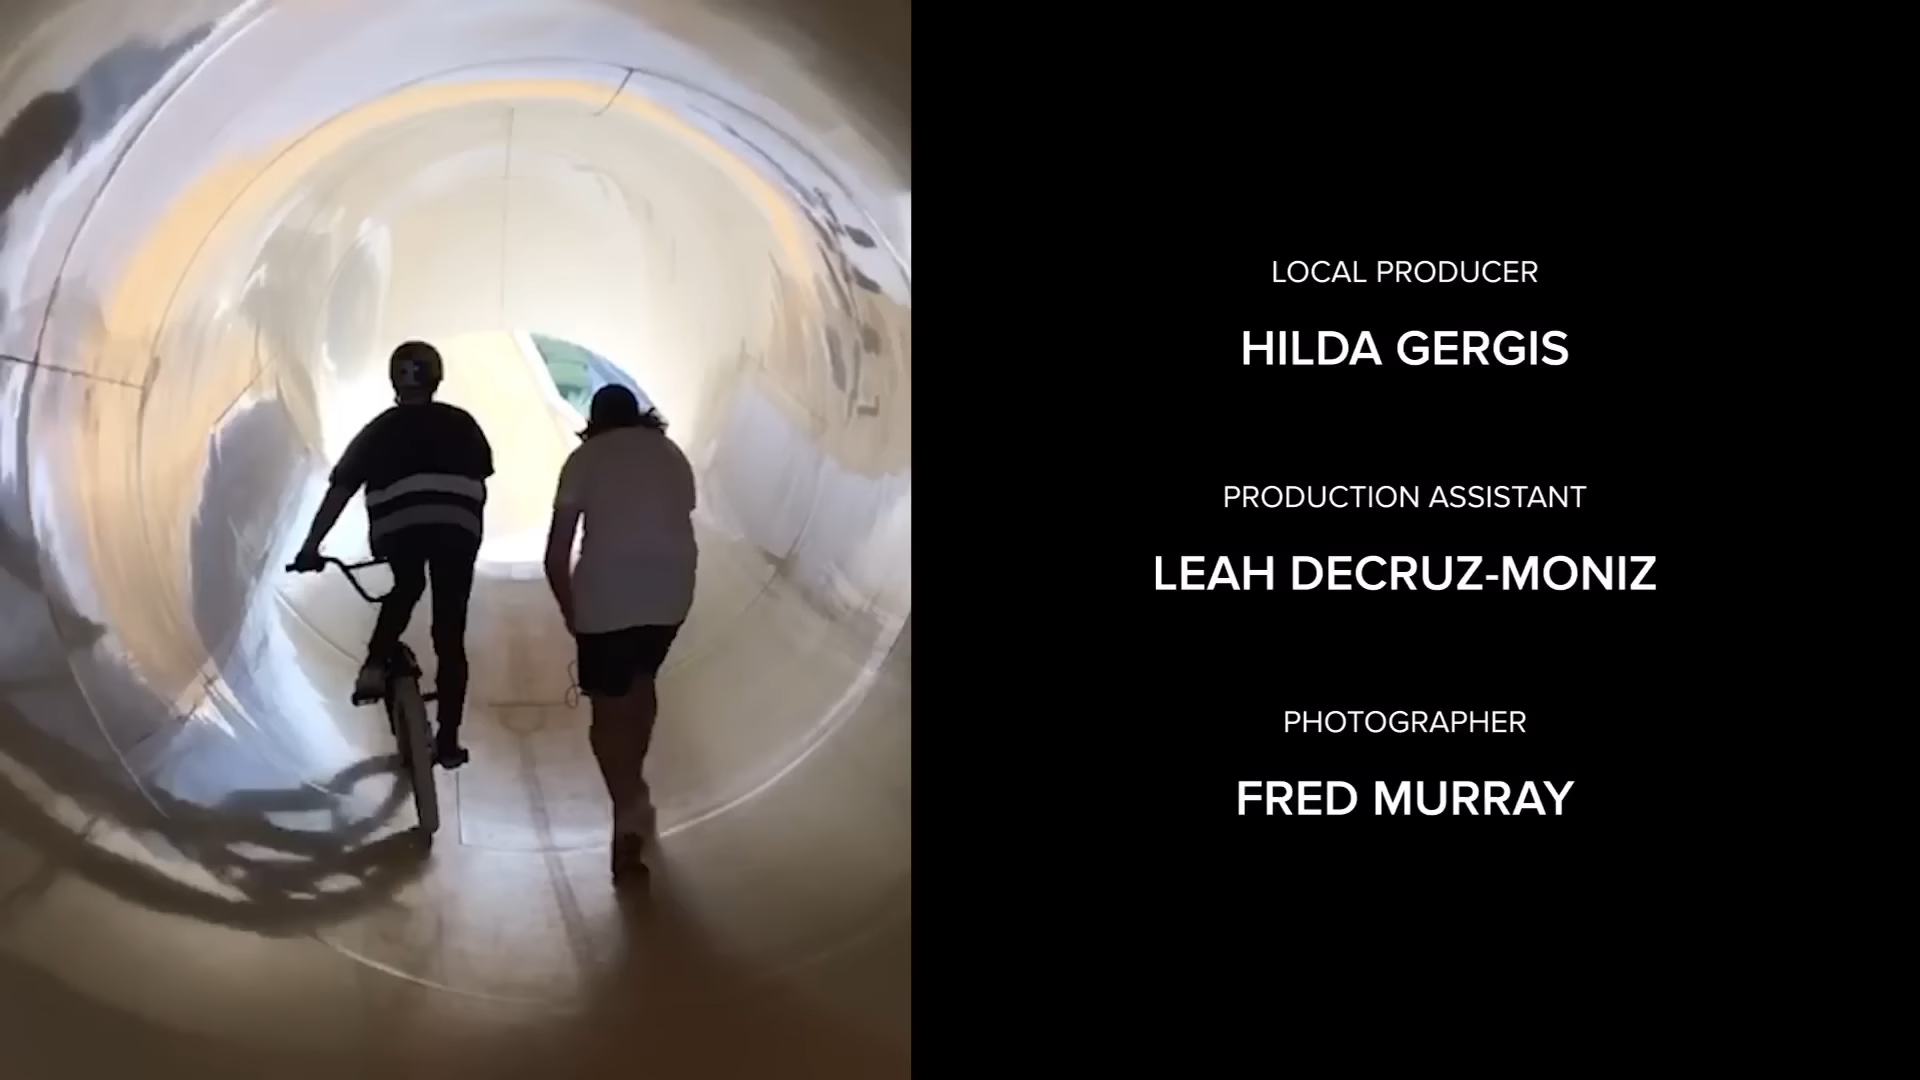 LOCAL PRODUCER
HILDA GERGIS
PRODUCTION ASSISTANT
LEAH DECRUZ-MONIZ
PHOTOGRAPHER
FRED MURRAY